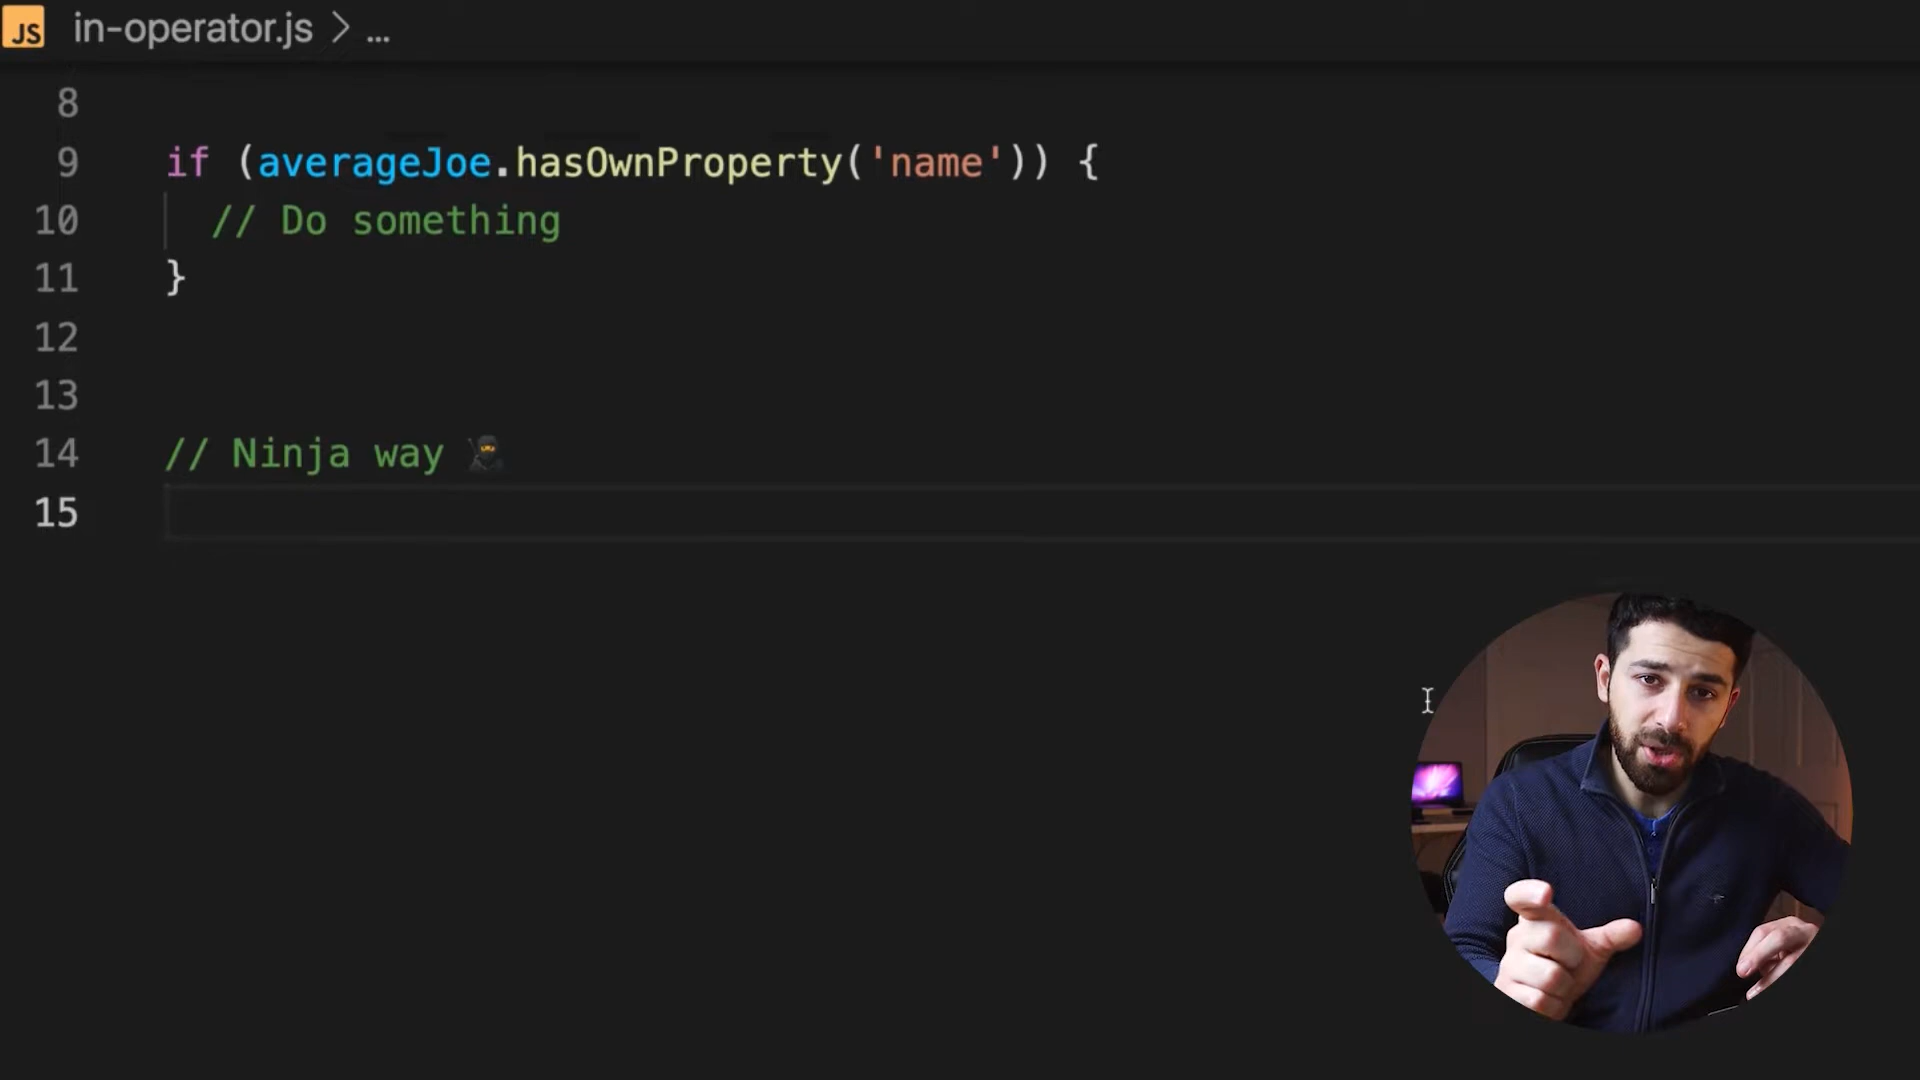 JS in-operator.js > ...
8
9 if (averageJoe.hasOwnProperty('name')) {
10 // Do something
11 }
12
13
14 // Ninja way 🥷
15